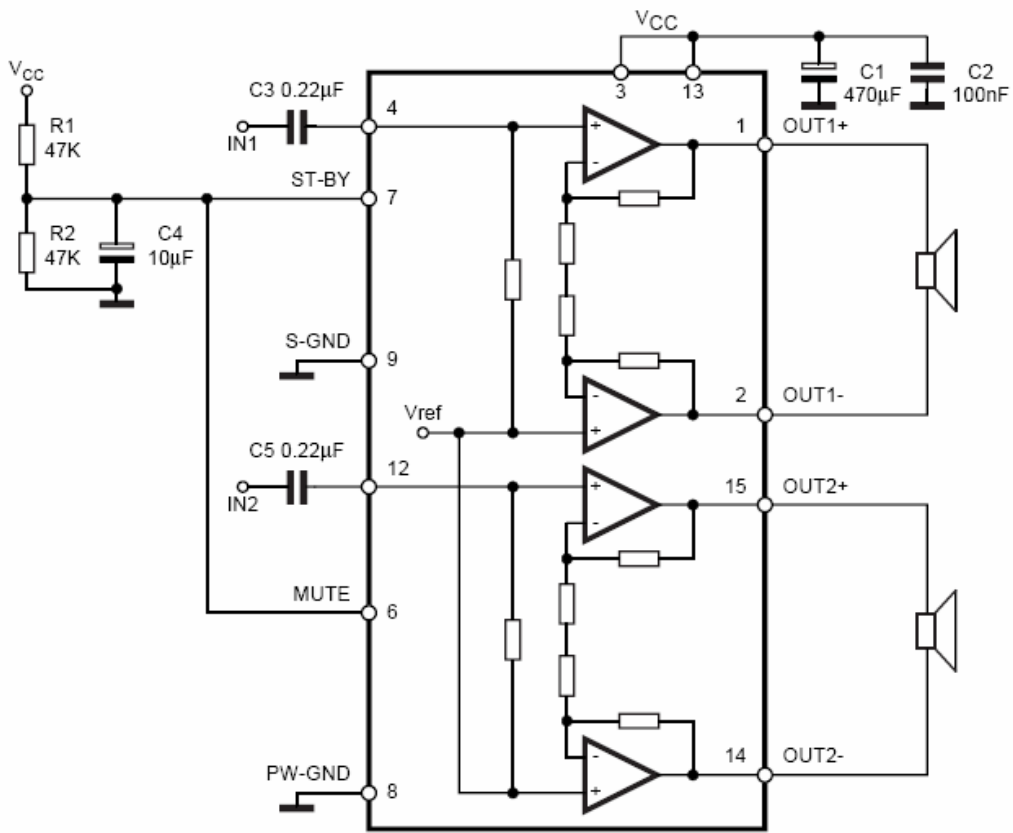 VCC
3
13
C1
470µF
C2
100nF
VCC
R1
47K
C3 0.22µF
IN1
4
+
-
1
OUT1+
ST-BY
7
R2
47K
C4
10µF
S-GND
9
-
+
2
OUT1-
Vref
C5 0.22µF
IN2
12
+
-
15
OUT2+
MUTE
6
-
+
14
OUT2-
PW-GND
8